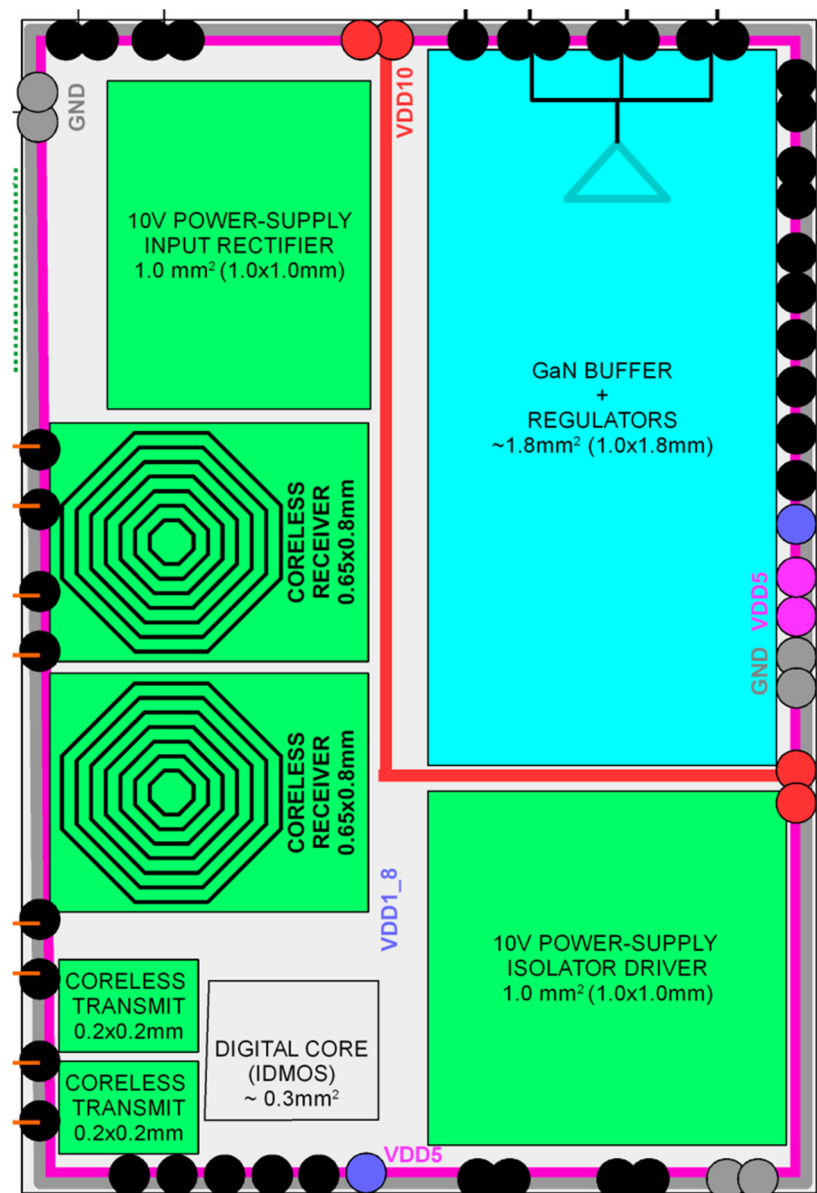 GND
VDD10
10V POWER-SUPPLY
INPUT RECTIFIER
1.0 mm² (1.0x1.0mm)
GaN BUFFER
+
REGULATORS
~1.8mm² (1.0x1.8mm)
CORELESS
RECEIVER
0.65x0.8mm
VDD5
GND
CORELESS
RECEIVER
0.65x0.8mm
VDD1_8
10V POWER-SUPPLY
ISOLATOR DRIVER
1.0 mm² (1.0x1.0mm)
CORELESS
TRANSMIT
0.2x0.2mm
DIGITAL CORE
(IDMOS)
~ 0.3mm²
CORELESS
TRANSMIT
0.2x0.2mm
VDD5